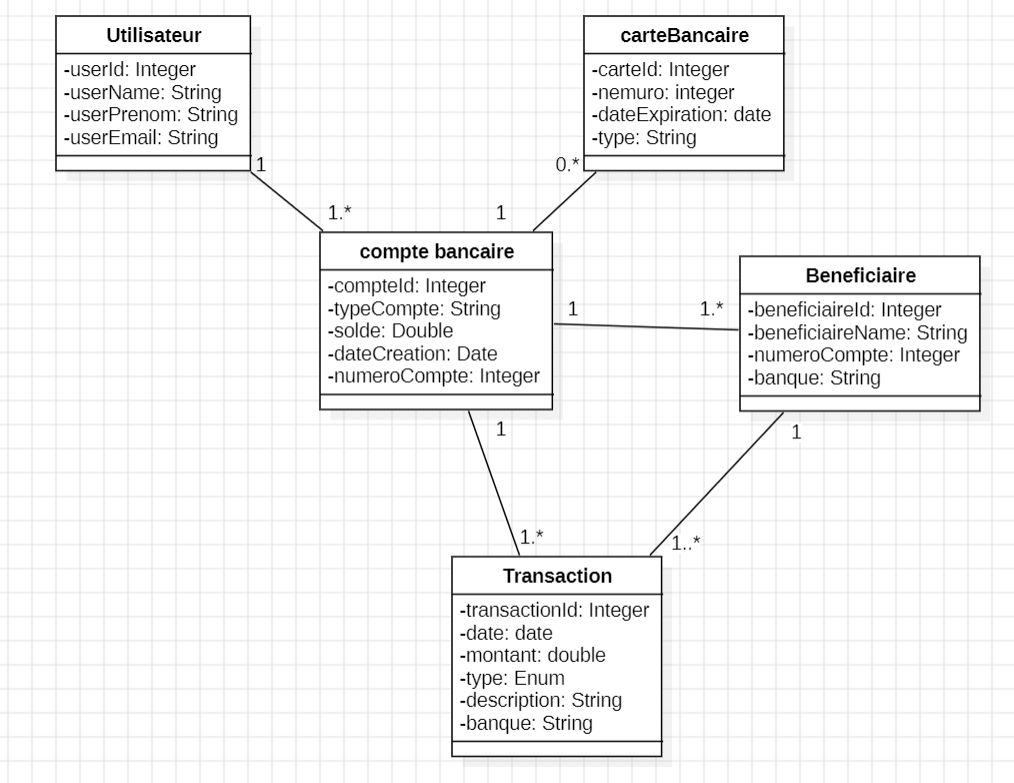 Utilisateur
-userId: Integer
-userName: String
-userPrenom: String
-userEmail: String
1
1.*
carteBancaire
-carteId: Integer
-nemuro: integer
-dateExpiration: date
-type: String
0.*
1
compte bancaire
-compteId: Integer
-typeCompte: String
-solde: Double
-dateCreation: Date
-numeroCompte: Integer
1
1.*
Beneficiaire
-beneficiaireId: Integer
-beneficiaireName: String
-numeroCompte: Integer
-banque: String
1
1
1.*
1..*
Transaction
-transactionId: Integer
-date: date
-montant: double
-type: Enum
-description: String
-banque: String